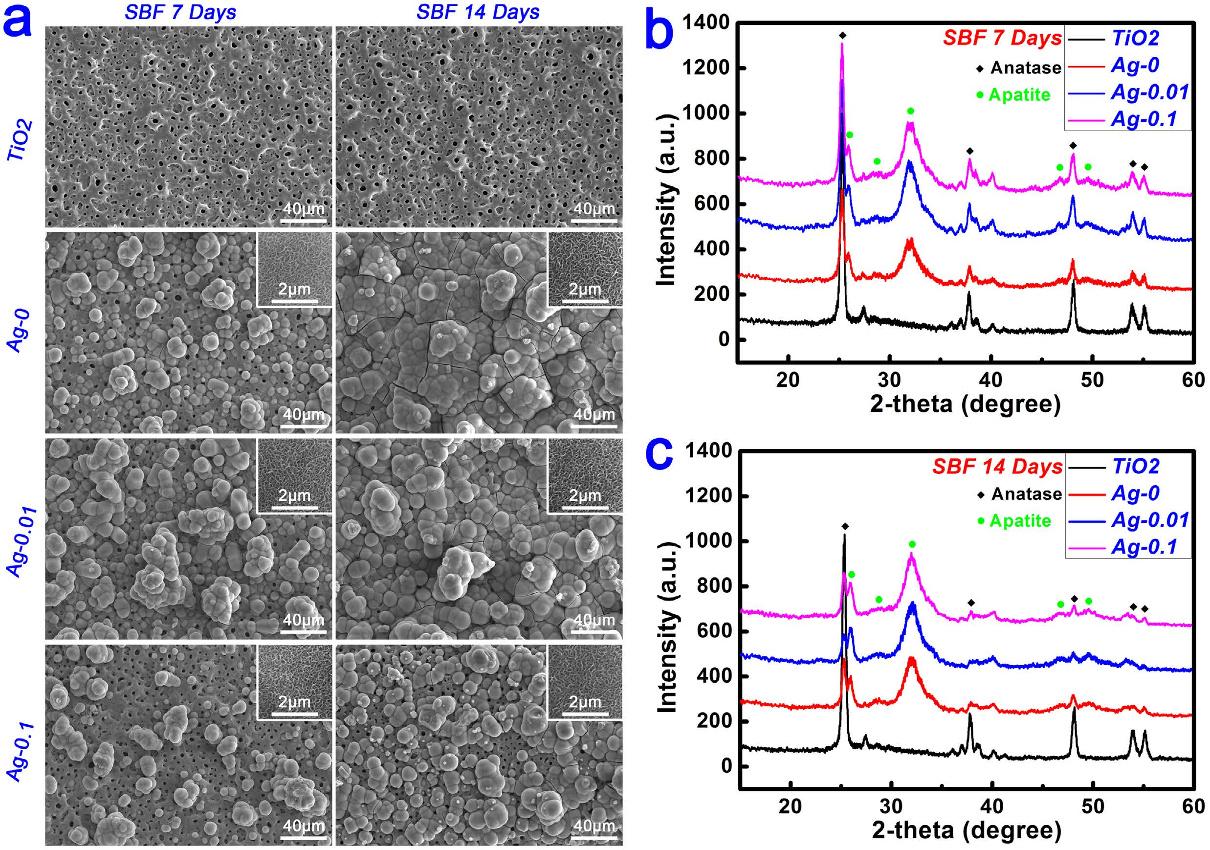 a
SBF 7 Days SBF 14 Days
TiO2
40μm 40μm
Ag-0
2μm 2μm
40μm 40μm
Ag-0.01
2μm 2μm
40μm 40μm
Ag-0.1
2μm 2μm
40μm 40μm
b
SBF 7 Days
◆ Anatase
● Apatite
TiO2
Ag-0
Ag-0.01
Ag-0.1
Intensity (a.u.)
1400
1200
1000
800
600
400
200
0
20 30 40 50 60
2-theta (degree)
c
SBF 14 Days
◆ Anatase
● Apatite
TiO2
Ag-0
Ag-0.01
Ag-0.1
Intensity (a.u.)
1400
1200
1000
800
600
400
200
0
20 30 40 50 60
2-theta (degree)